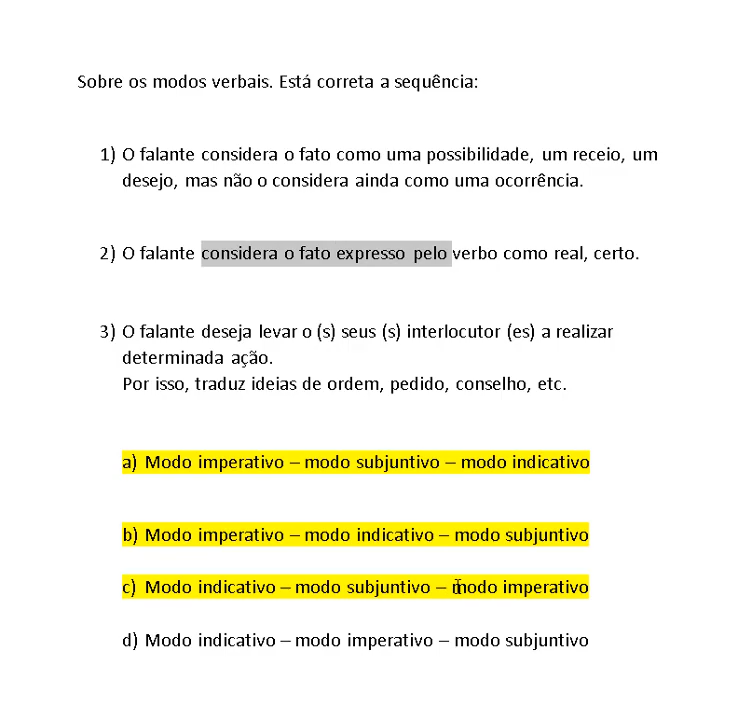 Sobre os modos verbais. Está correta a sequência:
1) O falante considera o fato como uma possibilidade, um receio, um
desejo, mas não o considera ainda como uma ocorrência.
2) O falante considera o fato expresso pelo verbo como real, certo.
3) O falante deseja levar o (s) seus (s) interlocutor (es) a realizar
determinada ação.
Por isso, traduz ideias de ordem, pedido, conselho, etc.
a) Modo imperativo – modo subjuntivo – modo indicativo
b) Modo imperativo – modo indicativo – modo subjuntivo
c) Modo indicativo – modo subjuntivo – modo imperativo
d) Modo indicativo – modo imperativo – modo subjuntivo